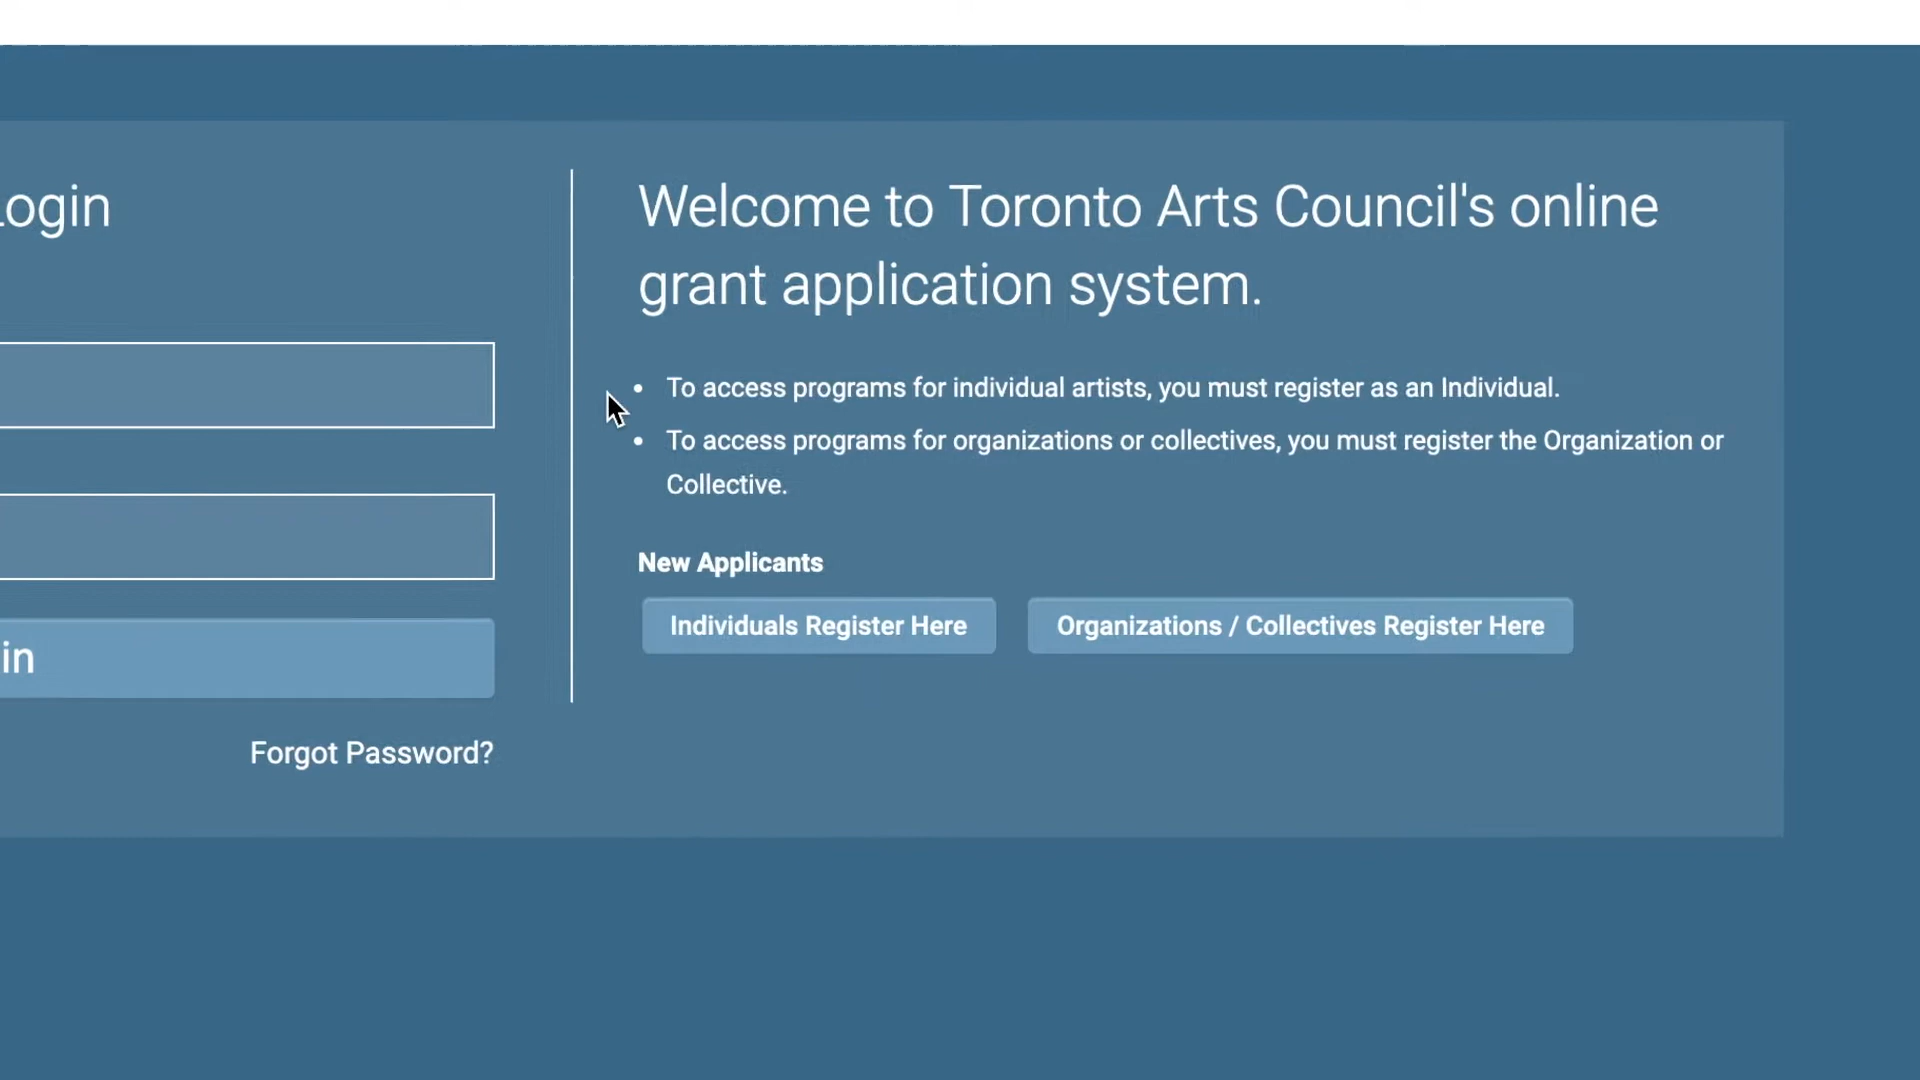 Login
Welcome to Toronto Arts Council's online
grant application system.
• To access programs for individual artists, you must register as an Individual.
• To access programs for organizations or collectives, you must register the Organization or
Collective.
New Applicants
Individuals Register Here
Organizations / Collectives Register Here
in
Forgot Password?